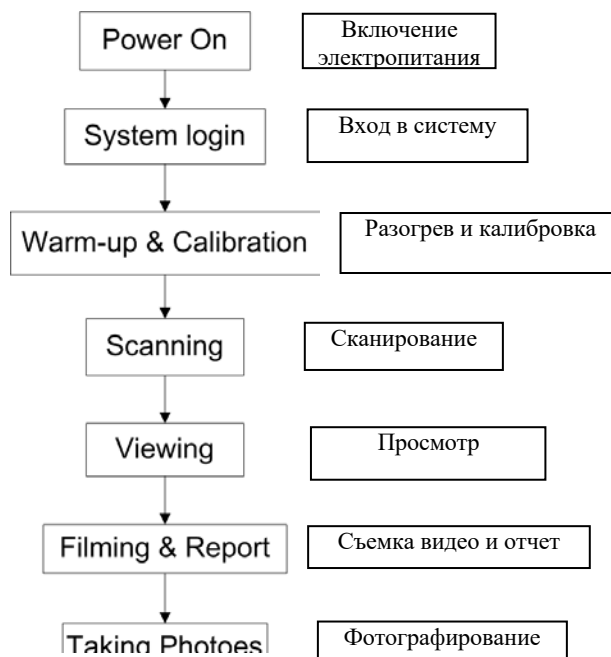 Power On
Включение
электропитания
System login
Вход в систему
Warm-up & Calibration
Разогрев и калибровка
Scanning
Сканирование
Viewing
Просмотр
Filming & Report
Съемка видео и отчет
Taking Photoes
Фотографирование